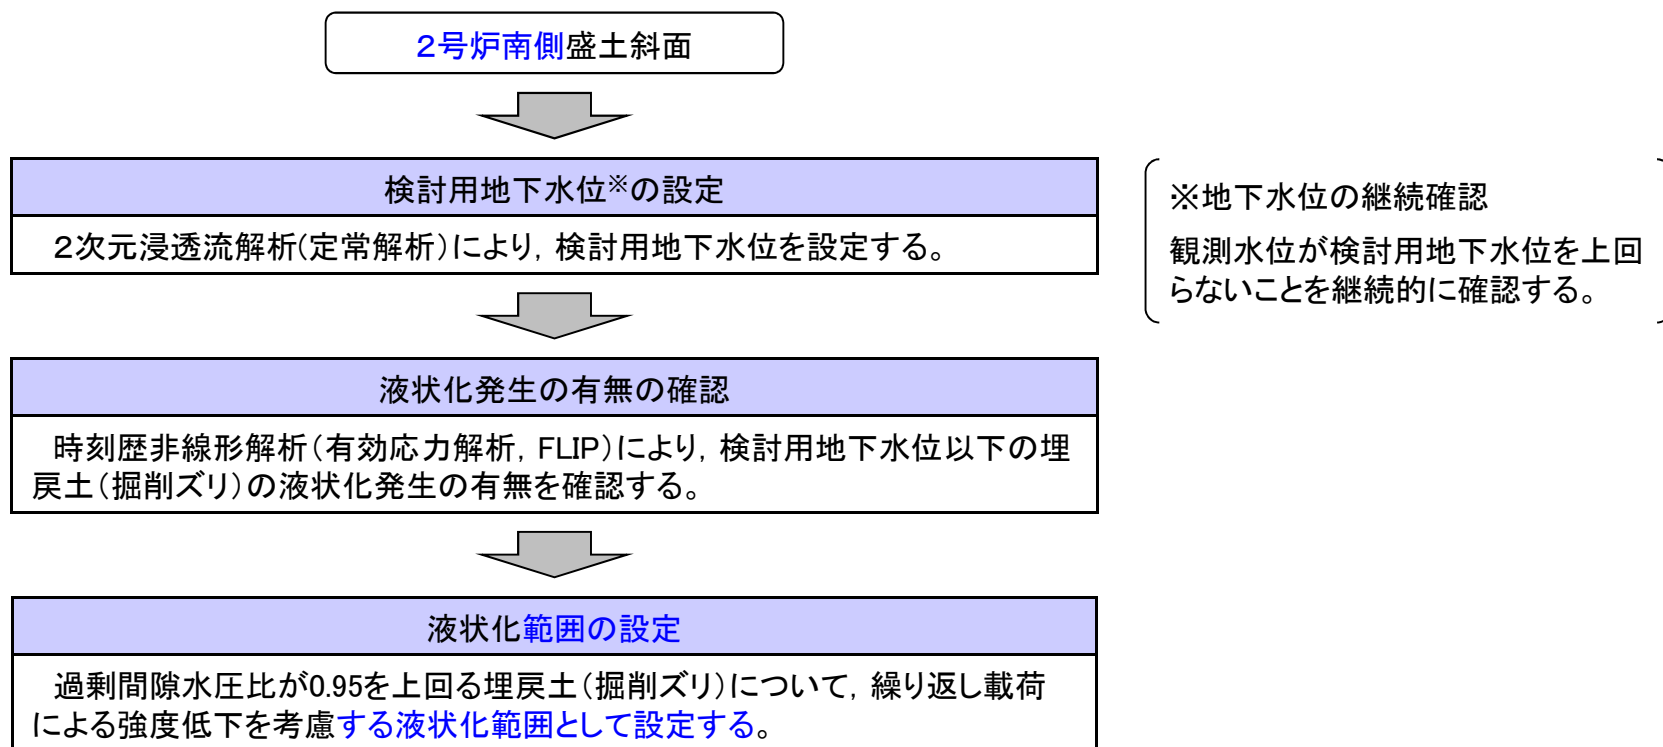 ２号炉南側盛土斜面
検討用地下水位※の設定
２次元浸透流解析（定常解析）により，検討用地下水位を設定する。
※地下水位の継続確認
観測水位が検討用地下水位を上回
らないことを継続的に確認する。
液状化発生の有無の確認
時刻歴非線形解析（有効応力解析，FLIP）により，検討用地下水位以下の埋
戻土（掘削ズリ）の液状化発生の有無を確認する。
液状化範囲の設定
過剰間隙水圧比が0.95を上回る埋戻土（掘削ズリ）について，繰り返し載荷
による強度低下を考慮する液状化範囲として設定する。